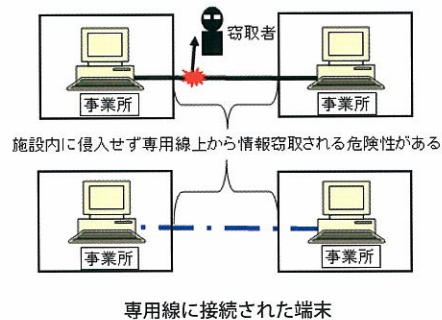 窃取者
事業所
事業所
施設内に侵入せず専用線上から情報窃取される危険性がある
事業所
事業所
専用線に接続された端末